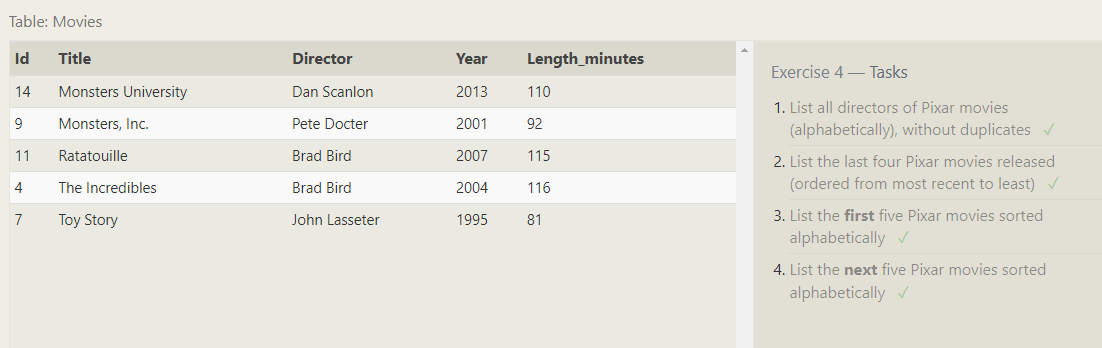 Table: Movies
Id Title Director Year Length_minutes
14 Monsters University Dan Scanlon 2013 110
9 Monsters, Inc. Pete Docter 2001 92
11 Ratatouille Brad Bird 2007 115
4 The Incredibles Brad Bird 2004 116
7 Toy Story John Lasseter 1995 81
Exercise 4 — Tasks
1. List all directors of Pixar movies
(alphabetically), without duplicates ✓
2. List the last four Pixar movies released
(ordered from most recent to least) ✓
3. List the first five Pixar movies sorted
alphabetically ✓
4. List the next five Pixar movies sorted
alphabetically ✓